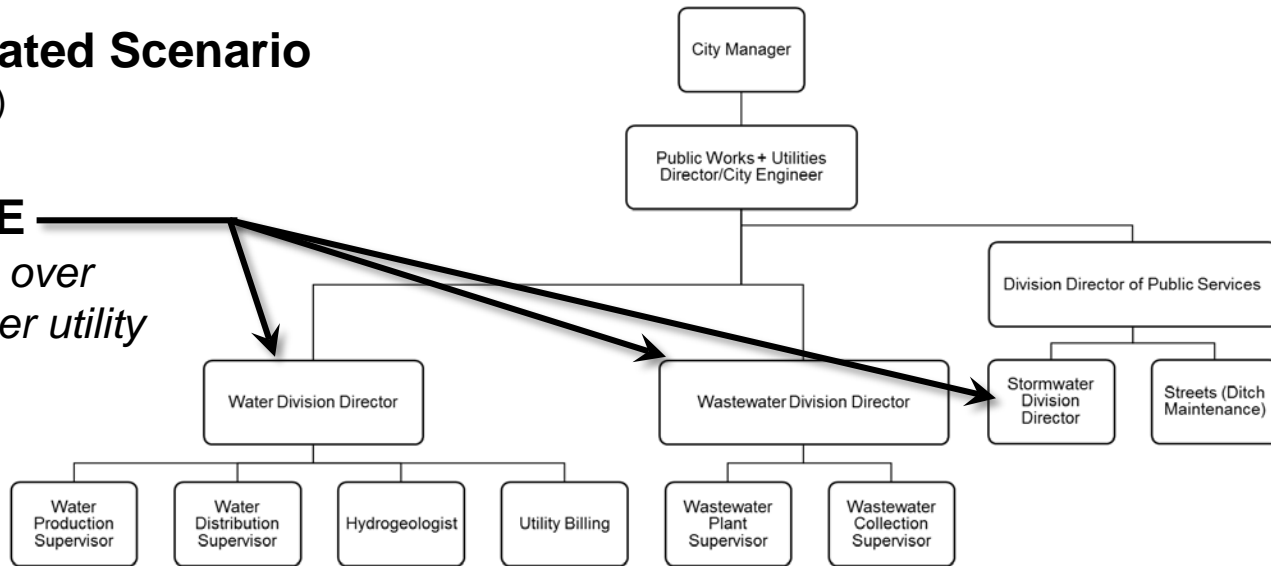 ated Scenario
)
E
over
er utility
City Manager
Public Works + Utilities
Director/City Engineer
Division Director of Public Services
Water Division Director
Wastewater Division Director
Stormwater
Division
Director
Streets (Ditch
Maintenance)
Water
Production
Supervisor
Water
Distribution
Supervisor
Hydrogeologist
Utility Billing
Wastewater
Plant
Supervisor
Wastewater
Collection
Supervisor